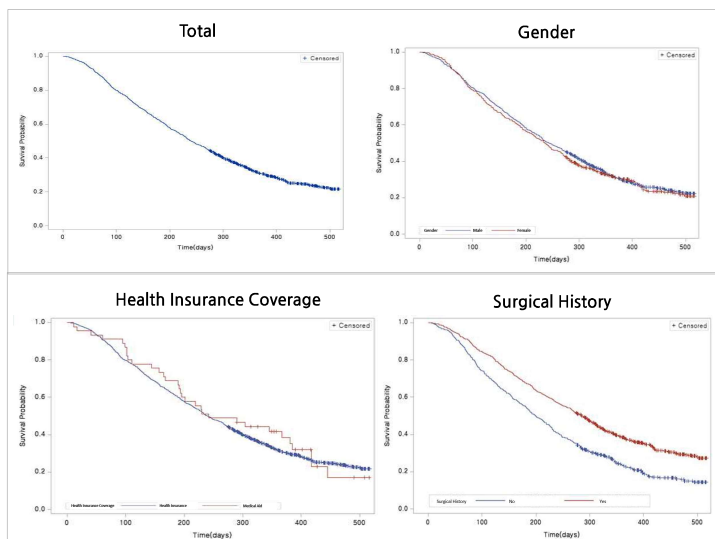 Total
+ Censored
1.0
0.8
0.6
0.4
0.2
0.0
Survival Probability
0
100
200
300
400
500
Time(days)
Gender
+ Censored
1.0
0.8
0.6
0.4
0.2
0.0
Survival Probability
Gender Male Female
0
100
200
300
400
500
Time(days)
Health Insurance Coverage
+ Censored
1.0
0.8
0.6
0.4
0.2
0.0
Survival Probability
Health Insurance Coverage Health Insurance Medical Aid
0
100
200
300
400
500
Time(days)
Surgical History
+ Censored
1.0
0.8
0.6
0.4
0.2
0.0
Survival Probability
Surgical History No Yes
0
100
200
300
400
500
Time(days)